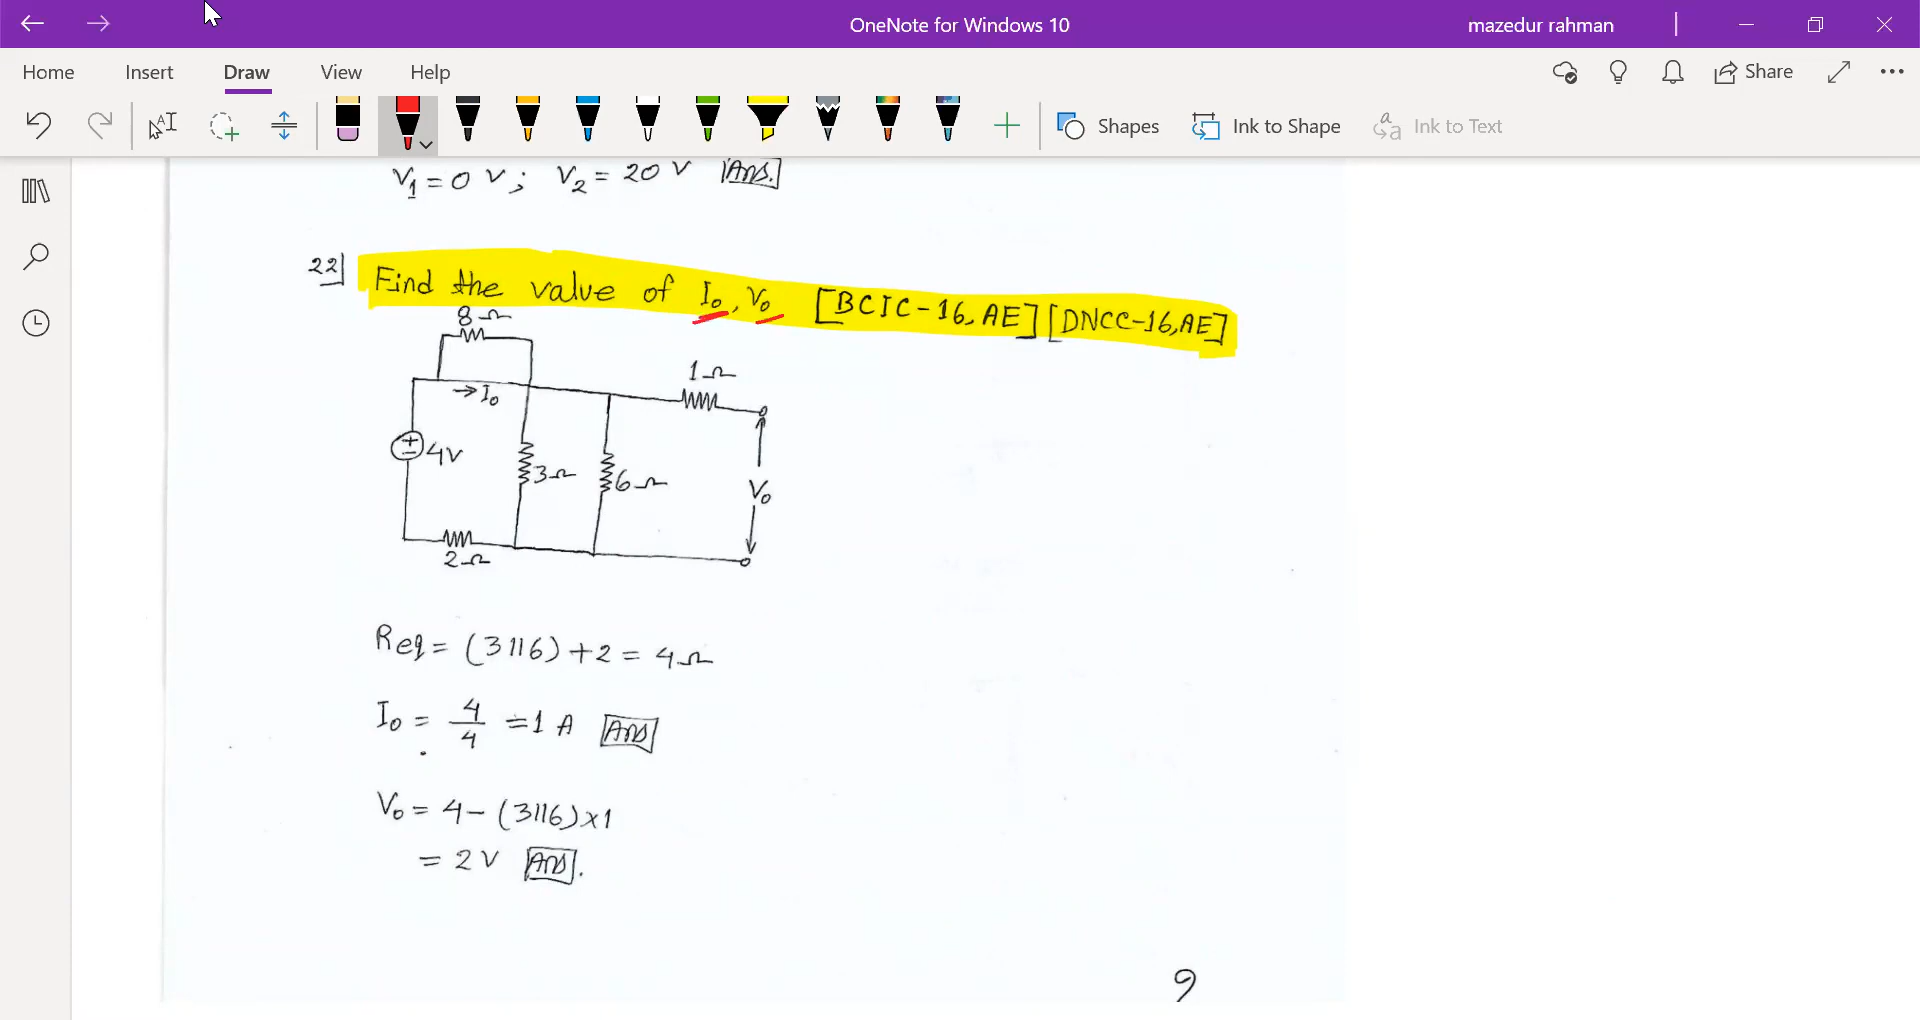 OneNote for Windows 10
mazedur rahman
Home Insert Draw View Help
Share
Shapes
Ink to Shape
Ink to Text
V1 = 0 V; V2 = 20 V Ans.
22] Find the value of Io, Vo [BCIC-16, AE] [DNCC-16, AE]
8Ω
1Ω
→ Io
+
4V
3Ω
6Ω
Vo
2Ω
Req = (3||6) + 2 = 4Ω
Io = 4/4 = 1 A Ans
Vo = 4 - (3||6) x 1
= 2 V Ans.
9